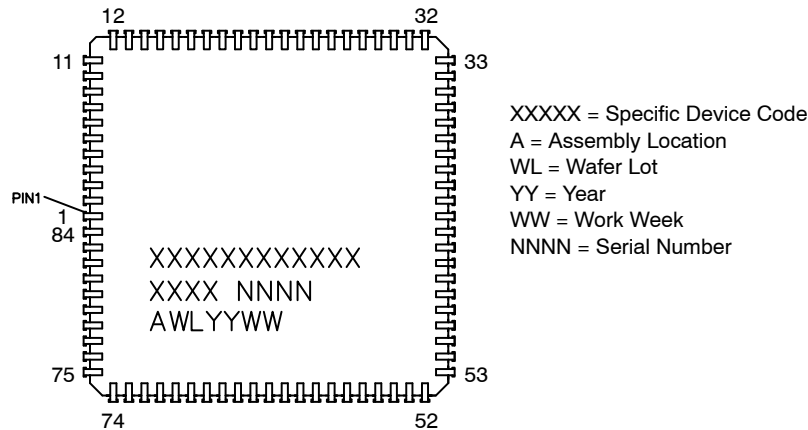 12 32
11 33
PIN1
1
84
75 53
74 52
XXXXXXXXXXXX
XXXX NNNN
AWLYYWW
XXXXX = Specific Device Code
A = Assembly Location
WL = Wafer Lot
YY = Year
WW = Work Week
NNNN = Serial Number